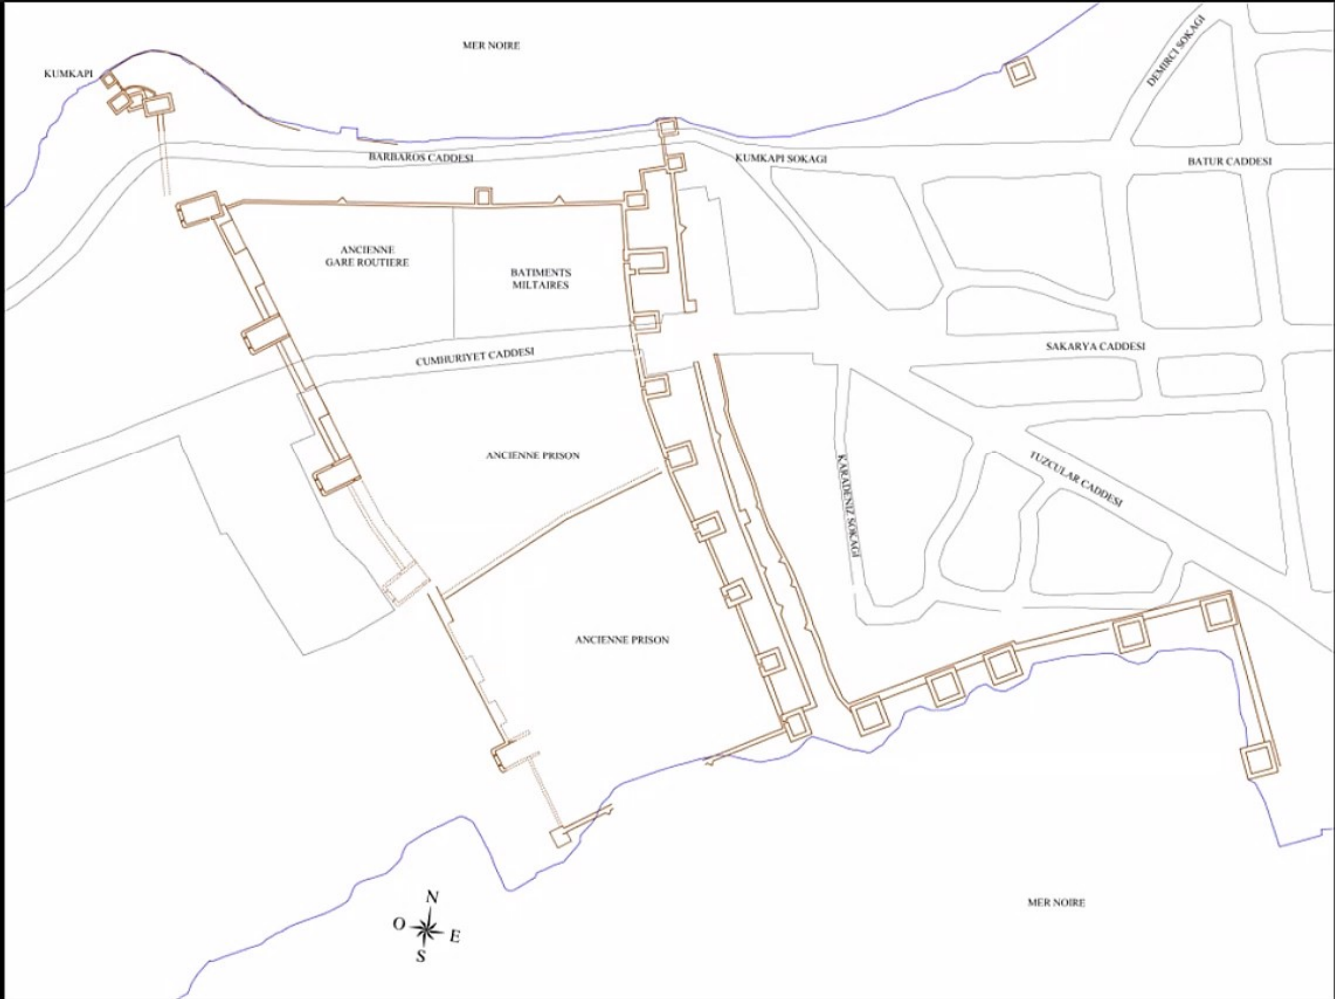 MER NOIRE
KUMKAPI
DEMIRCI SOKAGI
BARBAROS CADDESI
KUMKAPI SOKAGI
BATUR CADDESI
ANCIENNE
GARE ROUTIERE
BATIMENTS
MILTAIRES
CUMHURIYET CADDESI
SAKARYA CADDESI
ANCIENNE PRISON
TUZCULAR CADDESI
KARADENIZ SOKAGI
ANCIENNE PRISON
MER NOIRE
N
O
E
S